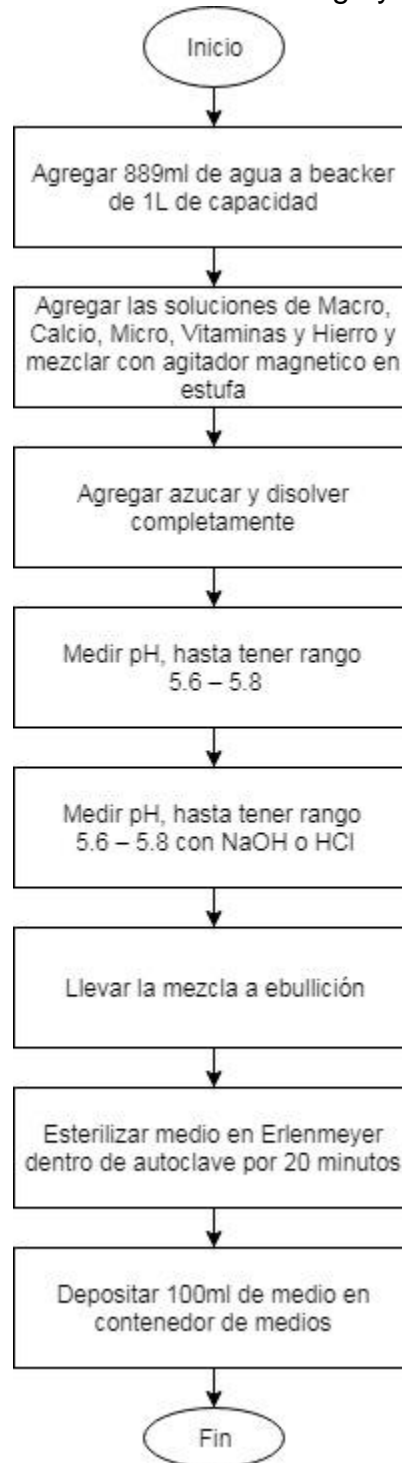 Inicio
Agregar 889ml de agua a beacker
de 1L de capacidad
Agregar las soluciones de Macro,
Calcio, Micro, Vitaminas y Hierro y
mezclar con agitador magnetico en
estufa
Agregar azucar y disolver
completamente
Medir pH, hasta tener rango
5.6 – 5.8
Medir pH, hasta tener rango
5.6 – 5.8 con NaOH o HCl
Llevar la mezcla a ebullición
Esterilizar medio en Erlenmeyer
dentro de autoclave por 20 minutos
Depositar 100ml de medio en
contenedor de medios
Fin